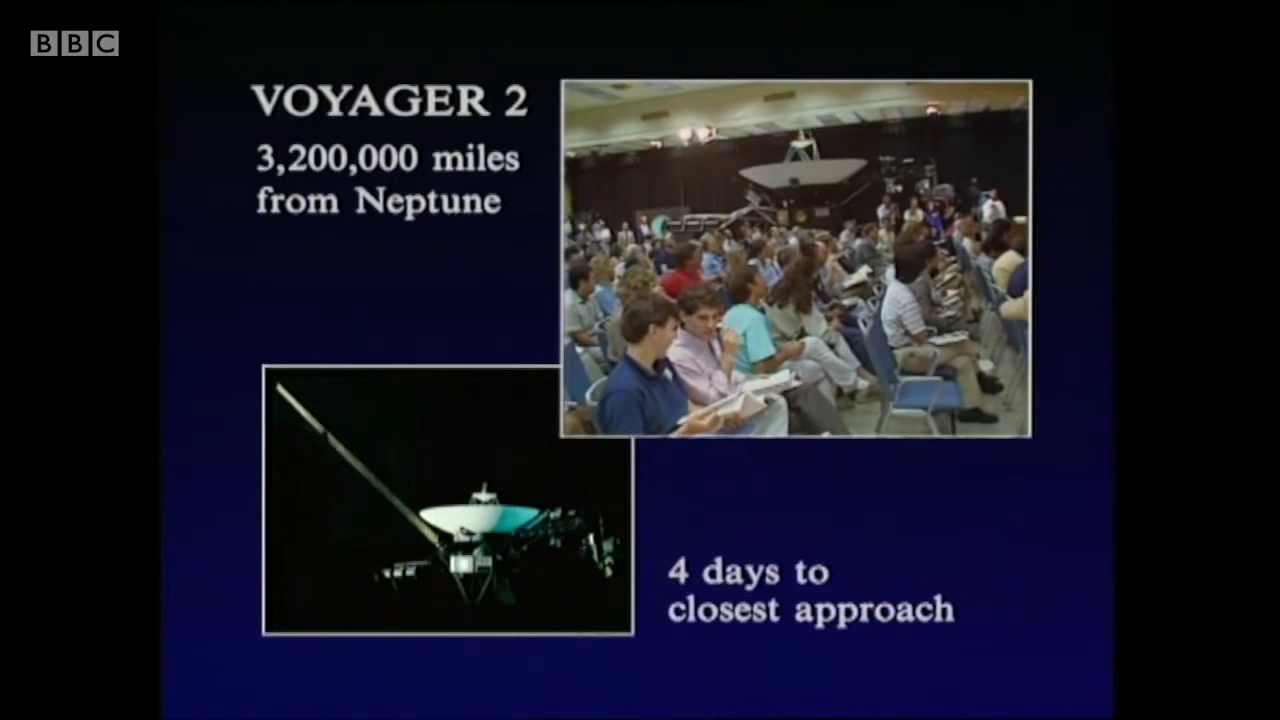 BBC
VOYAGER 2
3,200,000 miles
from Neptune
4 days to
closest approach